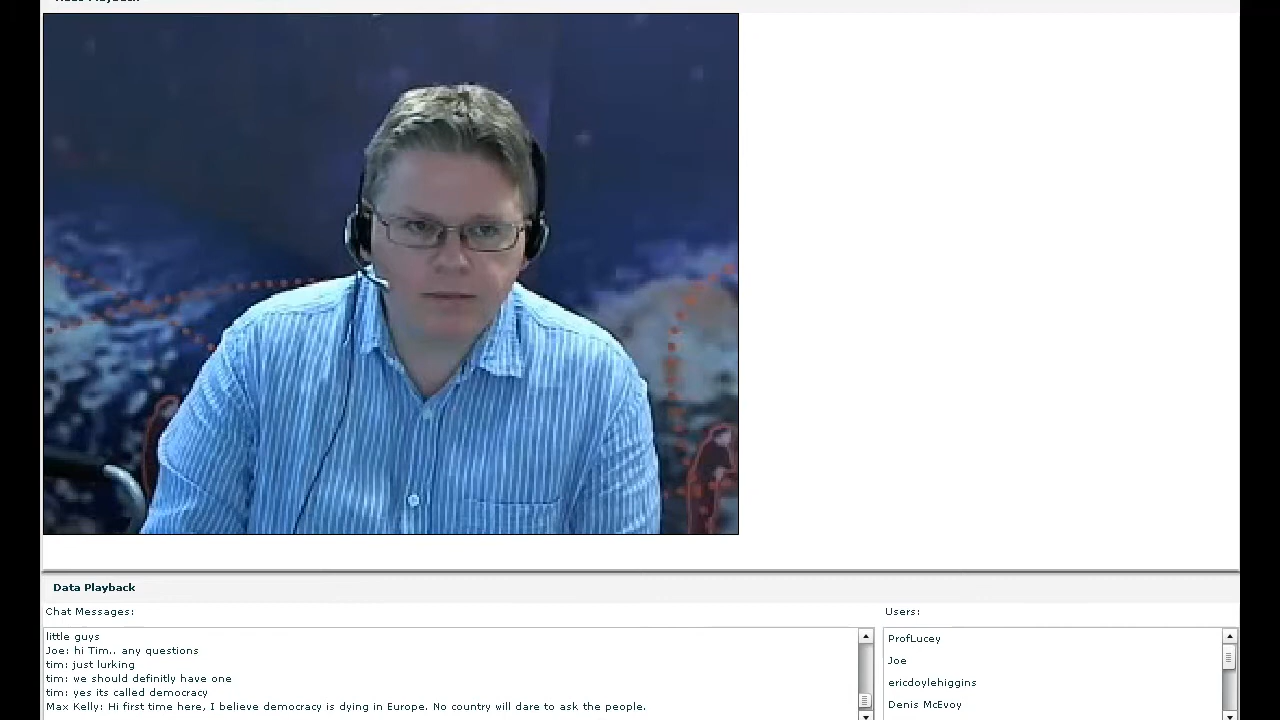 Data Playback
Chat Messages:
Users:
little guys
Joe: hi Tim.. any questions
tim: just lurking
tim: we should definitly have one
tim: yes its called democracy
Max Kelly: Hi first time here, I believe democracy is dying in Europe. No country will dare to ask the people.
ProfLucey
Joe
ericdoylehiggins
Denis McEvoy